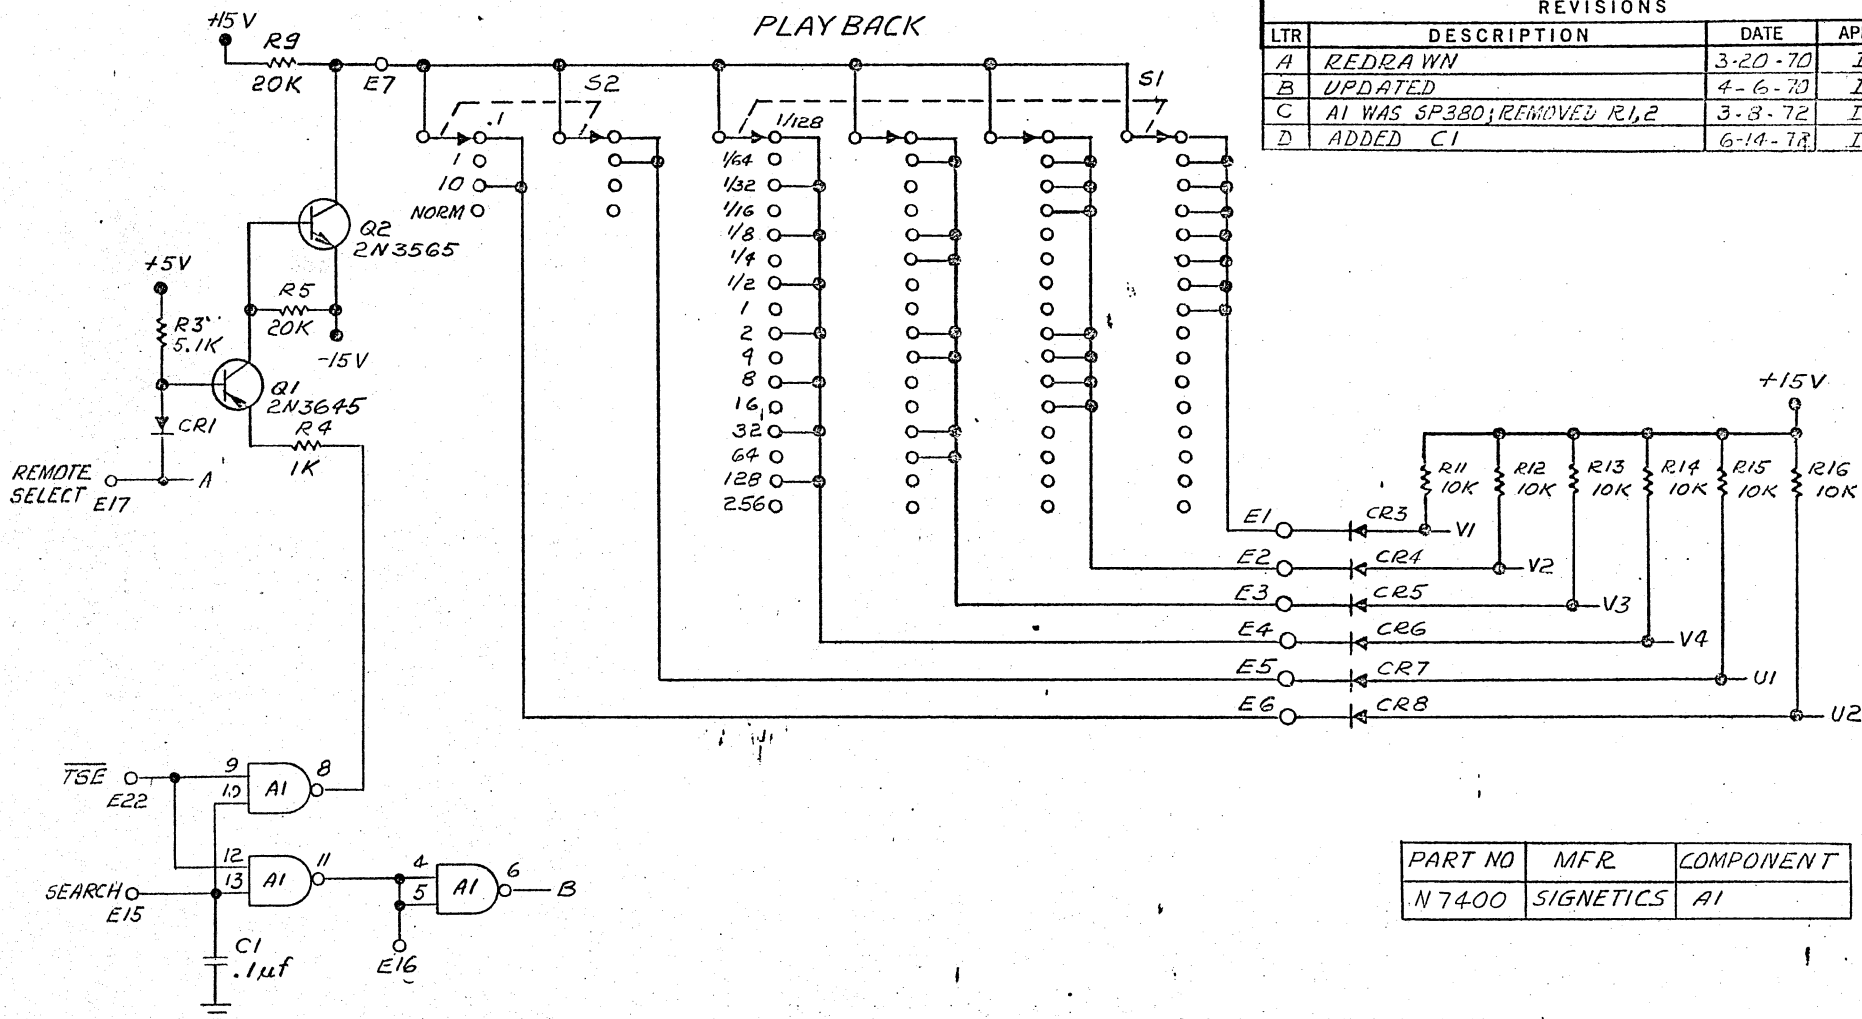 PLAY BACK
REVISIONS
LTR DESCRIPTION DATE
A REDRAWN 3-20-70
B UPDATED 4-6-70
C A1 WAS SP380; REMOVED R1,2 3-8-72
D ADDED C1
+15V
R9
20K
E7
S2
S1
.1
1
10
NORM
1/128
1/64
1/32
1/16
1/8
1/4
1/2
1
2
4
8
16
32
64
128
256
Q2
2N3565
+5V
R3
5.1K
R5
20K
-15V
Q1
2N3645
CR1
R4
1K
REMOTE
SELECT
E17
A
+15V
R11
10K
R12
10K
R13
10K
R14
10K
R15
10K
R16
10K
E1 CR3 V1
E2 CR4 V2
E3 CR5 V3
E4 CR6 V4
E5 CR7 U1
E6 CR8 U2
TSE
E22
9
10
A1
8
12
13
A1
11
SEARCH
E15
4
5
A1
6
B
E16
C1
.1µf
PART NO MFR COMPONENT
N7400 SIGNETICS A1